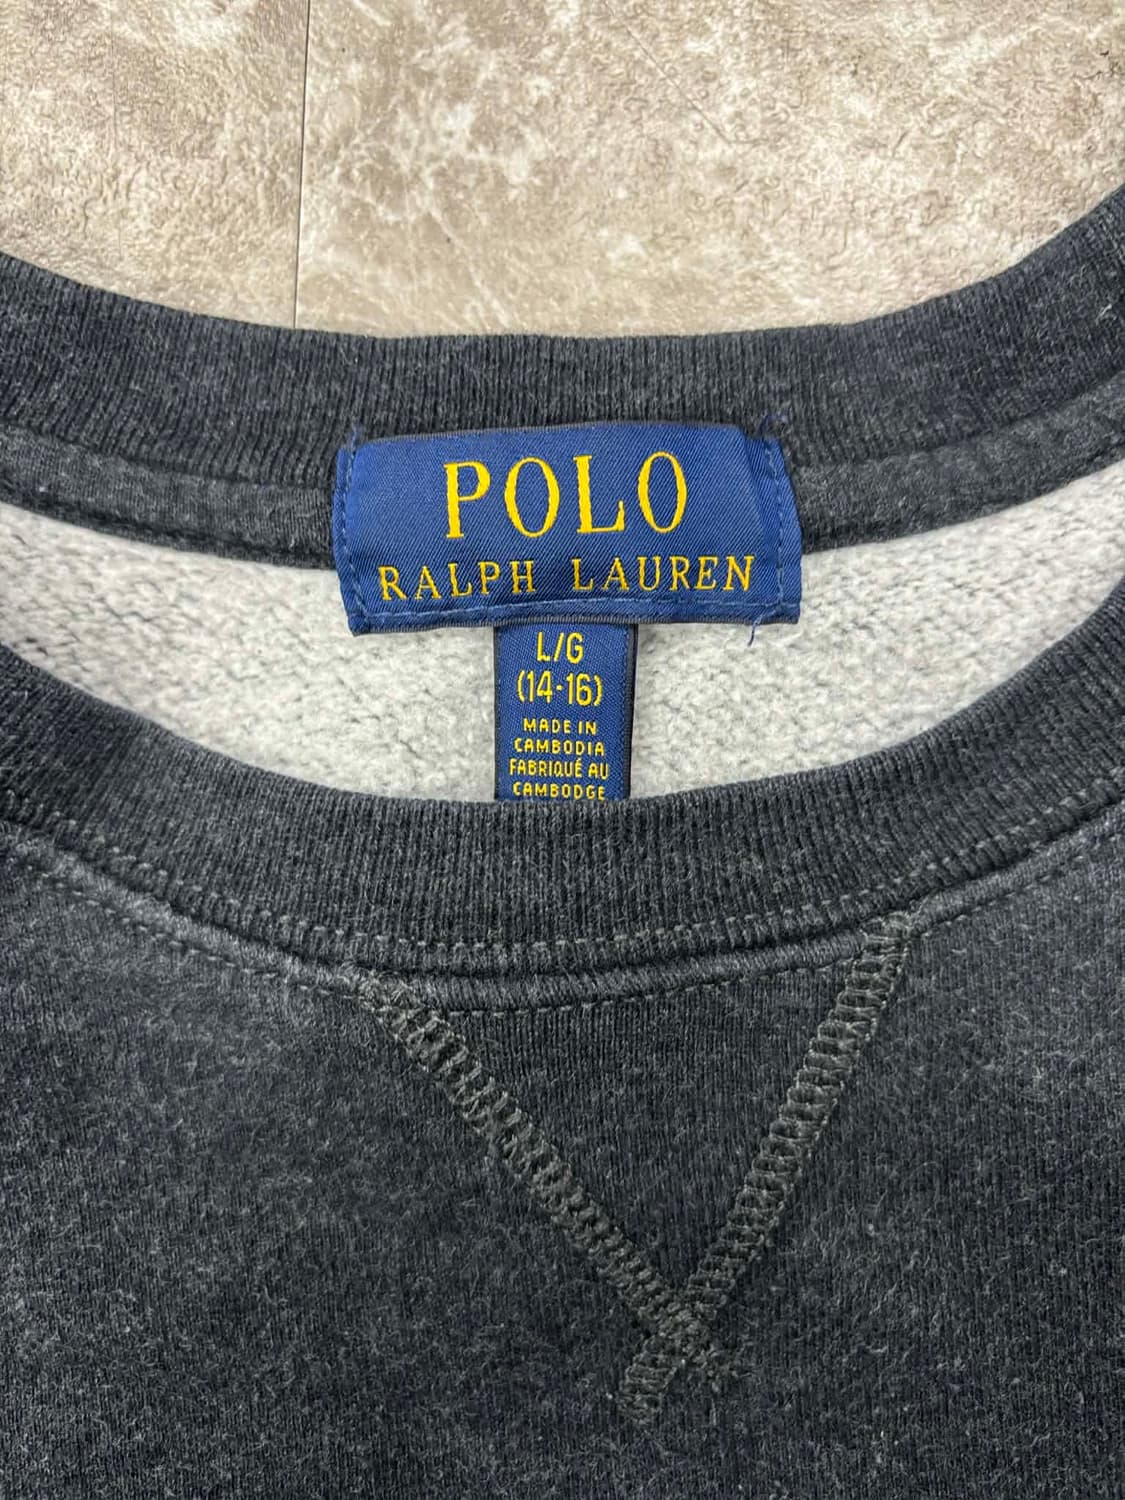 POLO
RALPH LAUREN
L/G
(14-16)
MADE IN
CAMBODIA
FABRIQUÉ AU
CAMBODGE